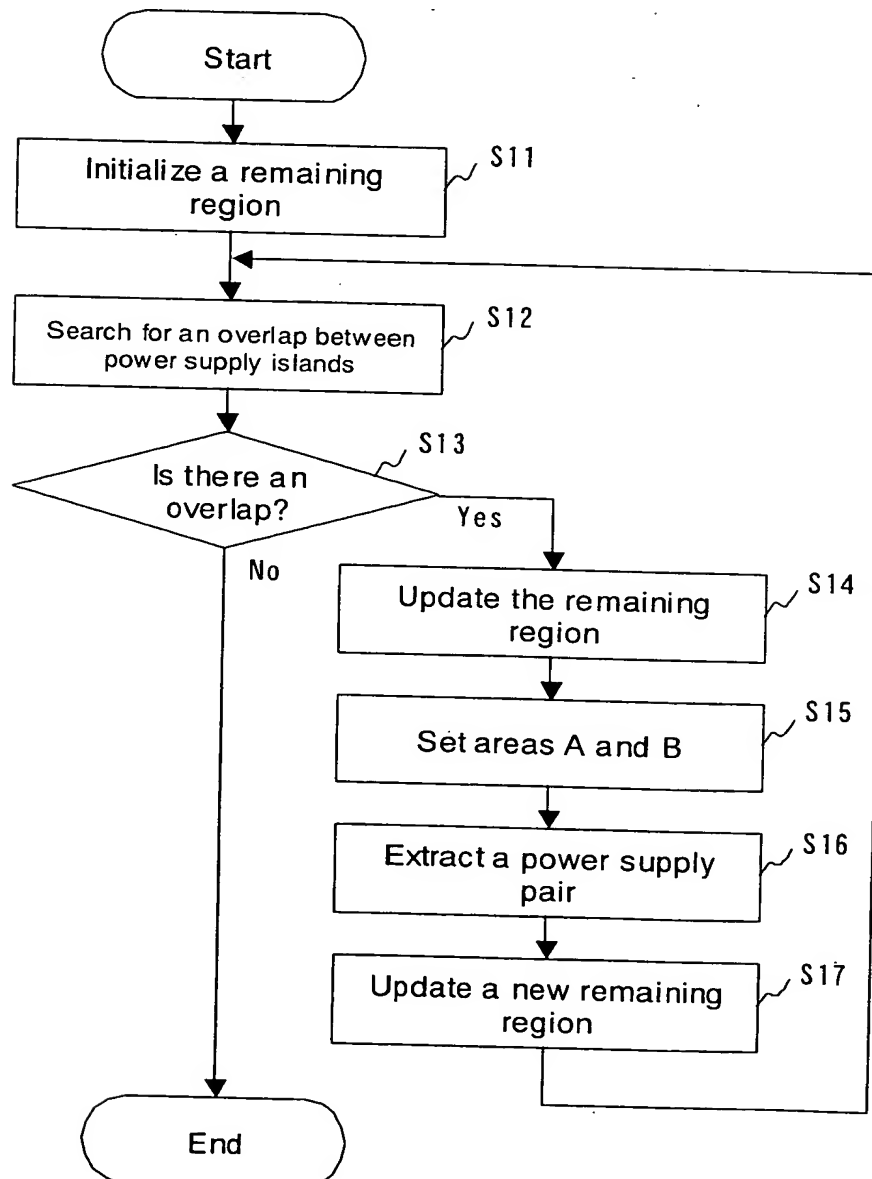 Start
Initialize a remaining
region
S11
Search for an overlap between
power supply islands
S12
Is there an
overlap?
S13
Yes
No
Update the remaining
region
S14
Set areas A and B
S15
Extract a power supply
pair
S16
Update a new remaining
region
S17
End